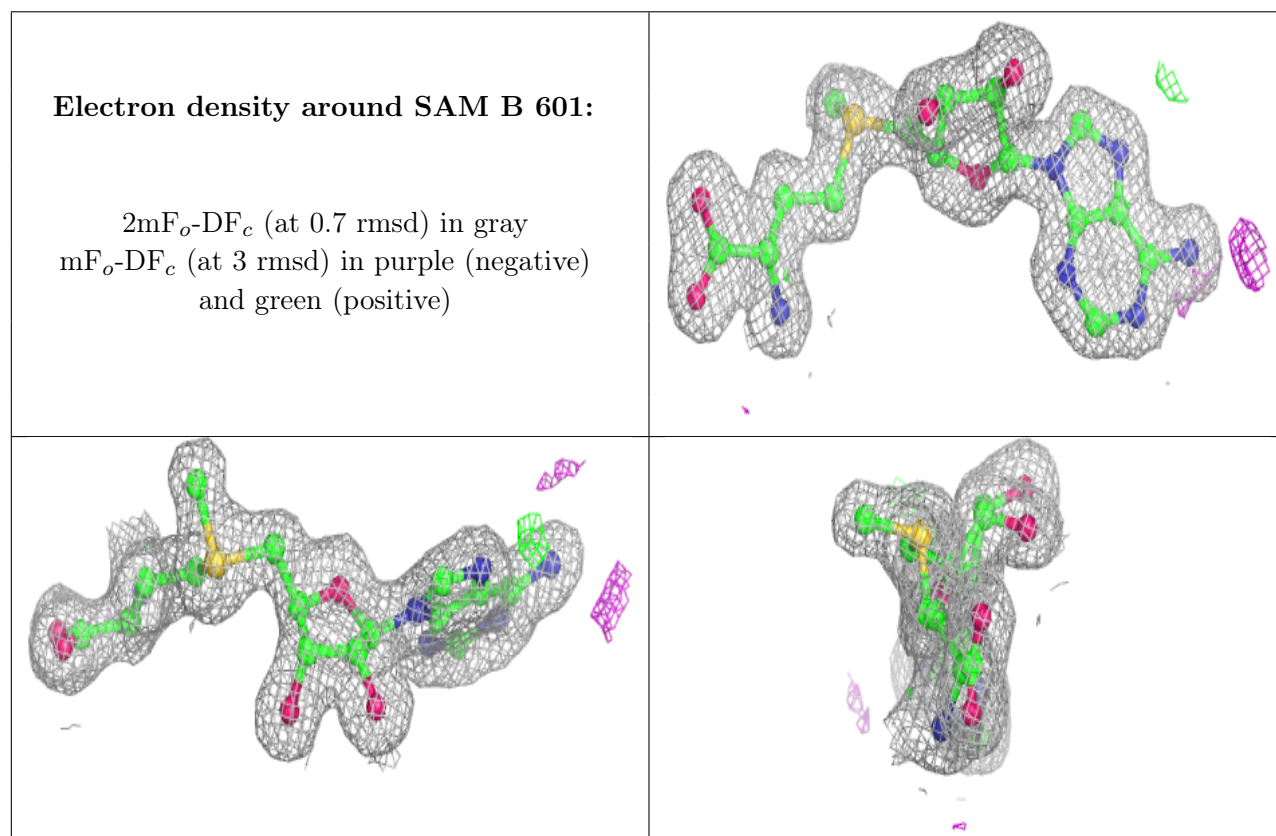 Electron density around SAM B 601:
2mFo-DFc (at 0.7 rmsd) in gray
mFo-DFc (at 3 rmsd) in purple (negative)
and green (positive)